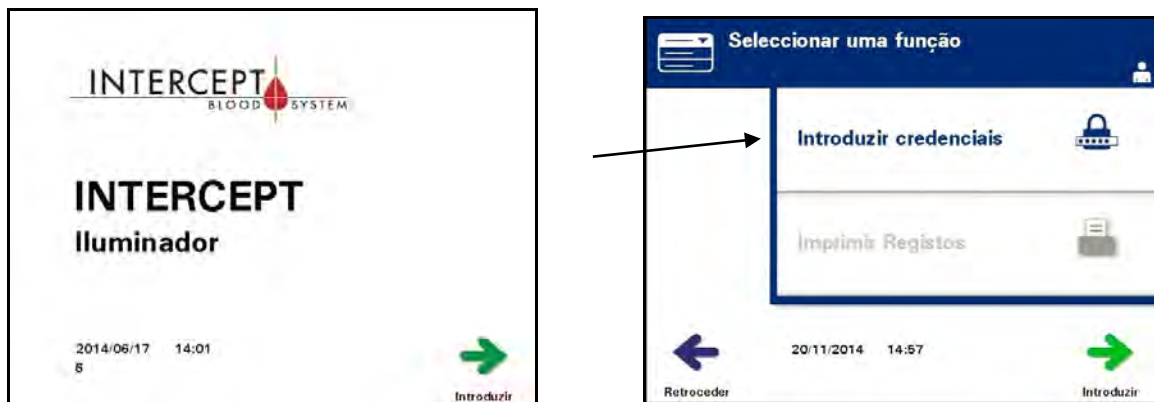 INTERCEPT
BLOOD SYSTEM
INTERCEPT
Iluminador
2014/06/17 14:01
6
Introduzir
Seleccionar uma função
Introduzir credenciais
Imprimir Registos
20/11/2014 14:57
Retroceder
Introduzir